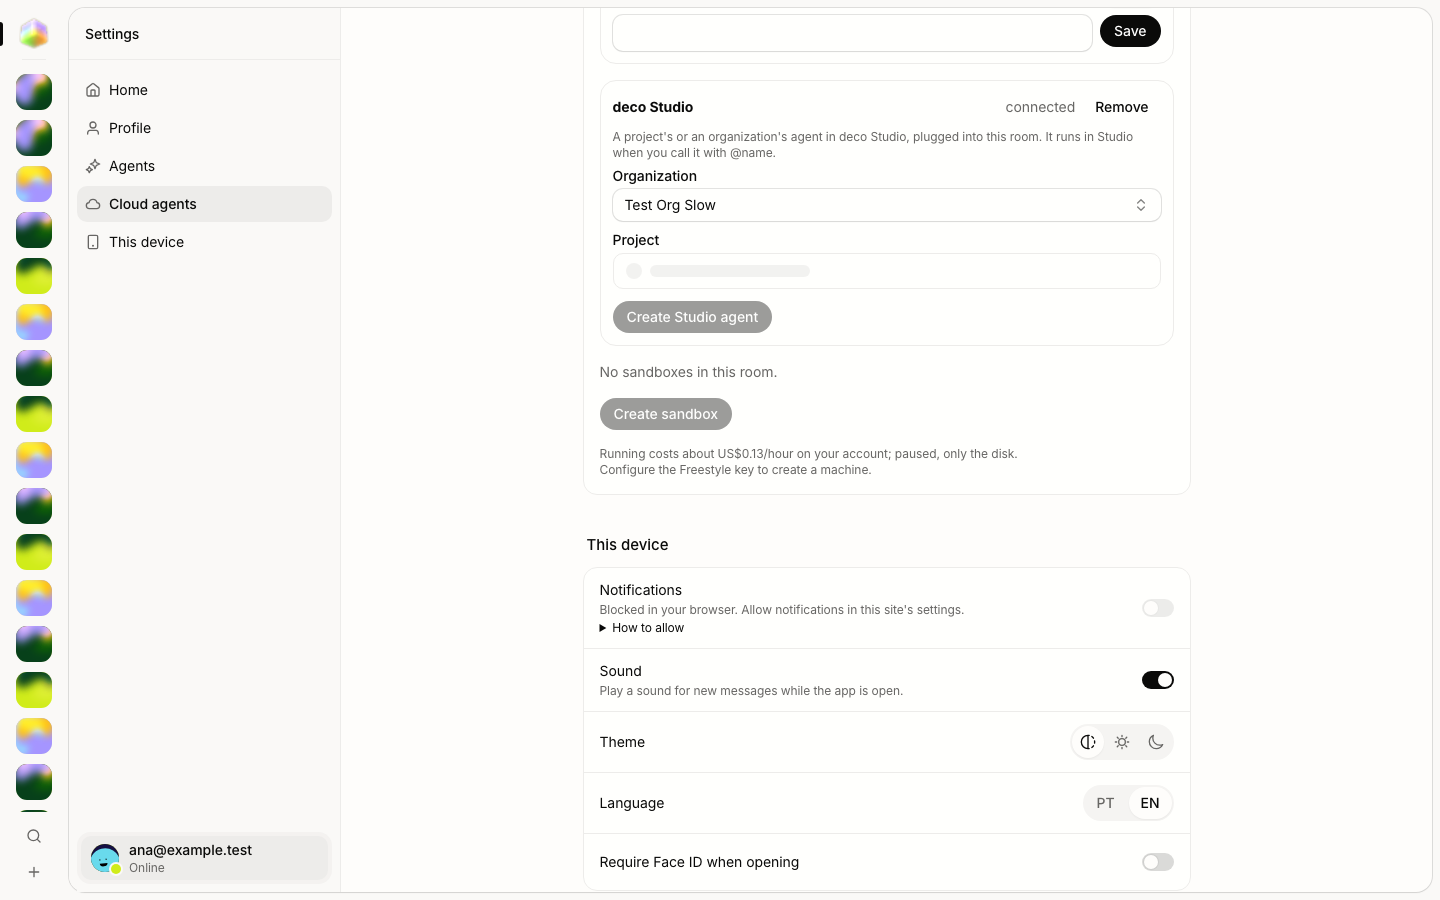 Settings
Home
Profile
Agents
Cloud agents
This device
ana@example.test
Online
Save
deco Studio
connected
Remove
A project's or an organization's agent in deco Studio, plugged into this room. It runs in Studio
when you call it with @name.
Organization
Test Org Slow
Project
Create Studio agent
No sandboxes in this room.
Create sandbox
Running costs about US$0.13/hour on your account; paused, only the disk.
Configure the Freestyle key to create a machine.
This device
Notifications
Blocked in your browser. Allow notifications in this site's settings.
How to allow
Sound
Play a sound for new messages while the app is open.
Theme
Language
PT
EN
Require Face ID when opening